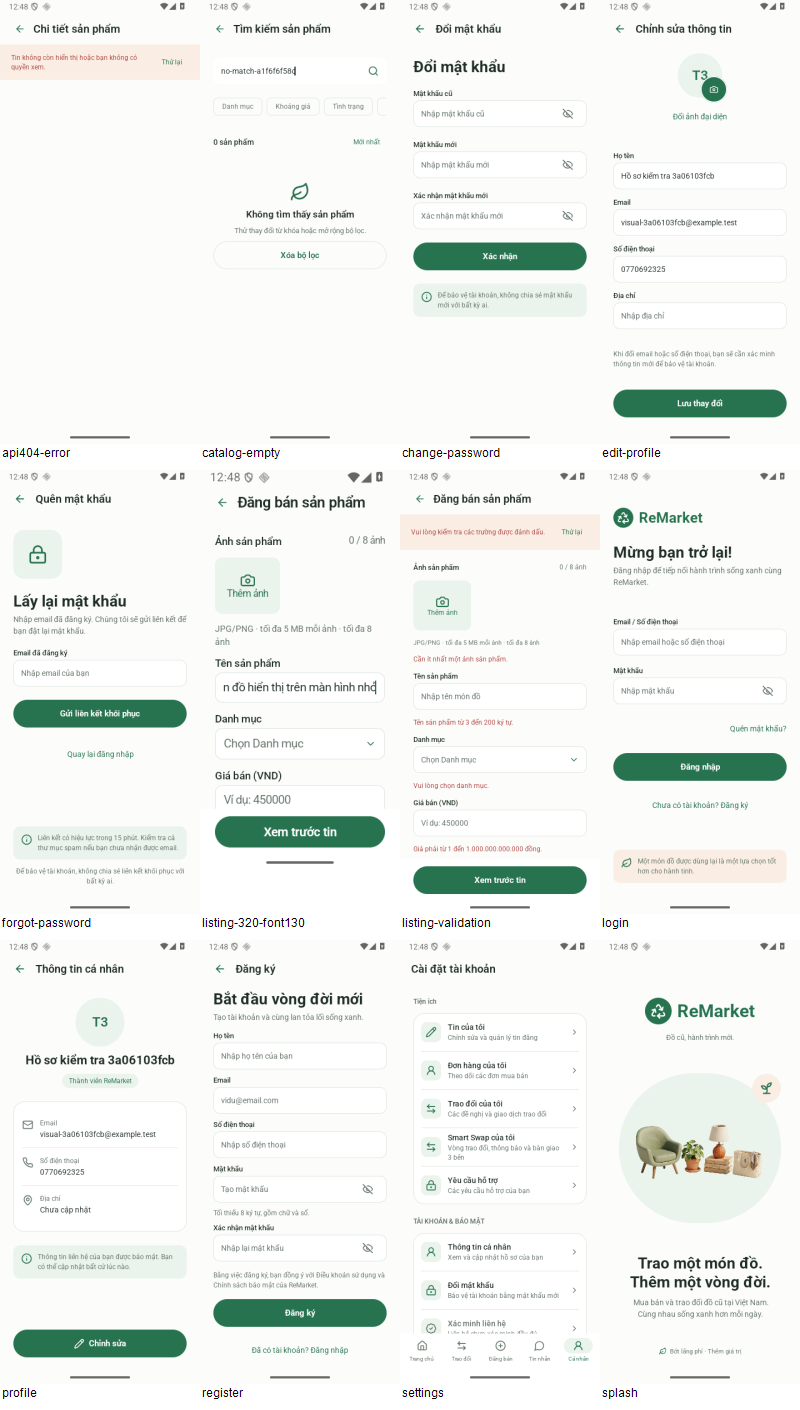 12:48
Chi tiết sản phẩm
Tin không còn hiển thị hoặc bạn không có
quyền xem.
Thử lại
api404-error
12:48
Tìm kiếm sản phẩm
no-match-a1f6f6f58d
Danh mục
Khoảng giá
Tình trạng
0 sản phẩm
Mới nhất
Không tìm thấy sản phẩm
Thử thay đổi từ khóa hoặc mở rộng bộ lọc.
Xóa bộ lọc
catalog-empty
12:48
Đổi mật khẩu
Đổi mật khẩu
Mật khẩu cũ
Nhập mật khẩu cũ
Mật khẩu mới
Nhập mật khẩu mới
Xác nhận mật khẩu mới
Xác nhận mật khẩu mới
Xác nhận
Để bảo vệ tài khoản, không chia sẻ mật khẩu
mới với bất kỳ ai.
change-password
12:48
Chỉnh sửa thông tin
T3
Đổi ảnh đại diện
Họ tên
Hồ sơ kiểm tra 3a06103fcb
Email
visual-3a06103fcb@example.test
Số điện thoại
0770692325
Địa chỉ
Nhập địa chỉ
Khi đổi email hoặc số điện thoại, bạn sẽ cần xác minh
thông tin mới để bảo vệ tài khoản.
Lưu thay đổi
edit-profile
12:48
Quên mật khẩu
Lấy lại mật khẩu
Nhập email đã đăng ký. Chúng tôi sẽ gửi liên kết để
bạn đặt lại mật khẩu.
Email đã đăng ký
Nhập email của bạn
Gửi liên kết khôi phục
Quay lại đăng nhập
Liên kết có hiệu lực trong 15 phút. Kiểm tra cả
thư mục spam nếu bạn chưa nhận được email.
Để bảo vệ tài khoản, không chia sẻ liên kết khôi phục với
bất kỳ ai.
forgot-password
12:48
Đăng bán sản phẩm
Ảnh sản phẩm
0 / 8 ảnh
Thêm ảnh
JPG/PNG · tối đa 5 MB mỗi ảnh · tối đa 8
ảnh
Tên sản phẩm
n đồ hiển thị trên màn hình nhỏ
Danh mục
Chọn Danh mục
Giá bán (VND)
Ví dụ: 450000
Xem trước tin
listing-320-font130
12:48
Đăng bán sản phẩm
Vui lòng kiểm tra các trường được đánh dấu.
Thử lại
Ảnh sản phẩm
0 / 8 ảnh
Thêm ảnh
JPG/PNG · tối đa 5 MB mỗi ảnh · tối đa 8 ảnh
Cần ít nhất một ảnh sản phẩm.
Tên sản phẩm
Nhập tên món đồ
Tên sản phẩm từ 3 đến 200 ký tự.
Danh mục
Chọn Danh mục
Vui lòng chọn danh mục.
Giá bán (VND)
Ví dụ: 450000
Giá phải từ 1 đến 1.000.000.000.000 đồng.
Xem trước tin
listing-validation
12:48
ReMarket
Mừng bạn trở lại!
Đăng nhập để tiếp nối hành trình sống xanh cùng
ReMarket.
Email / Số điện thoại
Nhập email hoặc số điện thoại
Mật khẩu
Nhập mật khẩu
Quên mật khẩu?
Đăng nhập
Chưa có tài khoản? Đăng ký
Một món đồ được dùng lại là một lựa chọn tốt
hơn cho hành tinh.
login
12:48
Thông tin cá nhân
T3
Hồ sơ kiểm tra 3a06103fcb
Thành viên ReMarket
Email
visual-3a06103fcb@example.test
Số điện thoại
0770692325
Địa chỉ
Chưa cập nhật
Thông tin liên hệ của bạn được bảo mật. Bạn
có thể cập nhật bất cứ lúc nào.
Chỉnh sửa
profile
12:48
Đăng ký
Bắt đầu vòng đời mới
Tạo tài khoản và cùng lan tỏa lối sống xanh.
Họ tên
Nhập họ tên của bạn
Email
vidu@email.com
Số điện thoại
Nhập số điện thoại
Mật khẩu
Tạo mật khẩu
Tối thiểu 8 ký tự, gồm chữ và số.
Xác nhận mật khẩu
Nhập lại mật khẩu
Bằng việc đăng ký, bạn đồng ý với Điều khoản sử dụng và
Chính sách bảo mật của ReMarket.
Đăng ký
Đã có tài khoản? Đăng nhập
register
12:48
Cài đặt tài khoản
Tiện ích
Tin của tôi
Chỉnh sửa và quản lý tin đăng
Đơn hàng của tôi
Theo dõi các đơn mua bán
Trao đổi của tôi
Các đề nghị và giao dịch trao đổi
Smart Swap của tôi
Vòng trao đổi, thông báo và bàn giao
3 bên
Yêu cầu hỗ trợ
Các yêu cầu hỗ trợ của bạn
TÀI KHOẢN & BẢO MẬT
Thông tin cá nhân
Xem và cập nhật hồ sơ của bạn
Đổi mật khẩu
Bảo vệ tài khoản bằng mật khẩu mới
Xác minh liên hệ
Trang chủ
Trao đổi
Đăng bán
Tin nhắn
Cá nhân
settings
12:48
ReMarket
Đồ cũ, hành trình mới.
Trao một món đồ.
Thêm một vòng đời.
Mua bán và trao đổi đồ cũ tại Việt Nam.
Cùng nhau sống xanh hơn mỗi ngày.
Bớt lãng phí · Thêm giá trị
splash